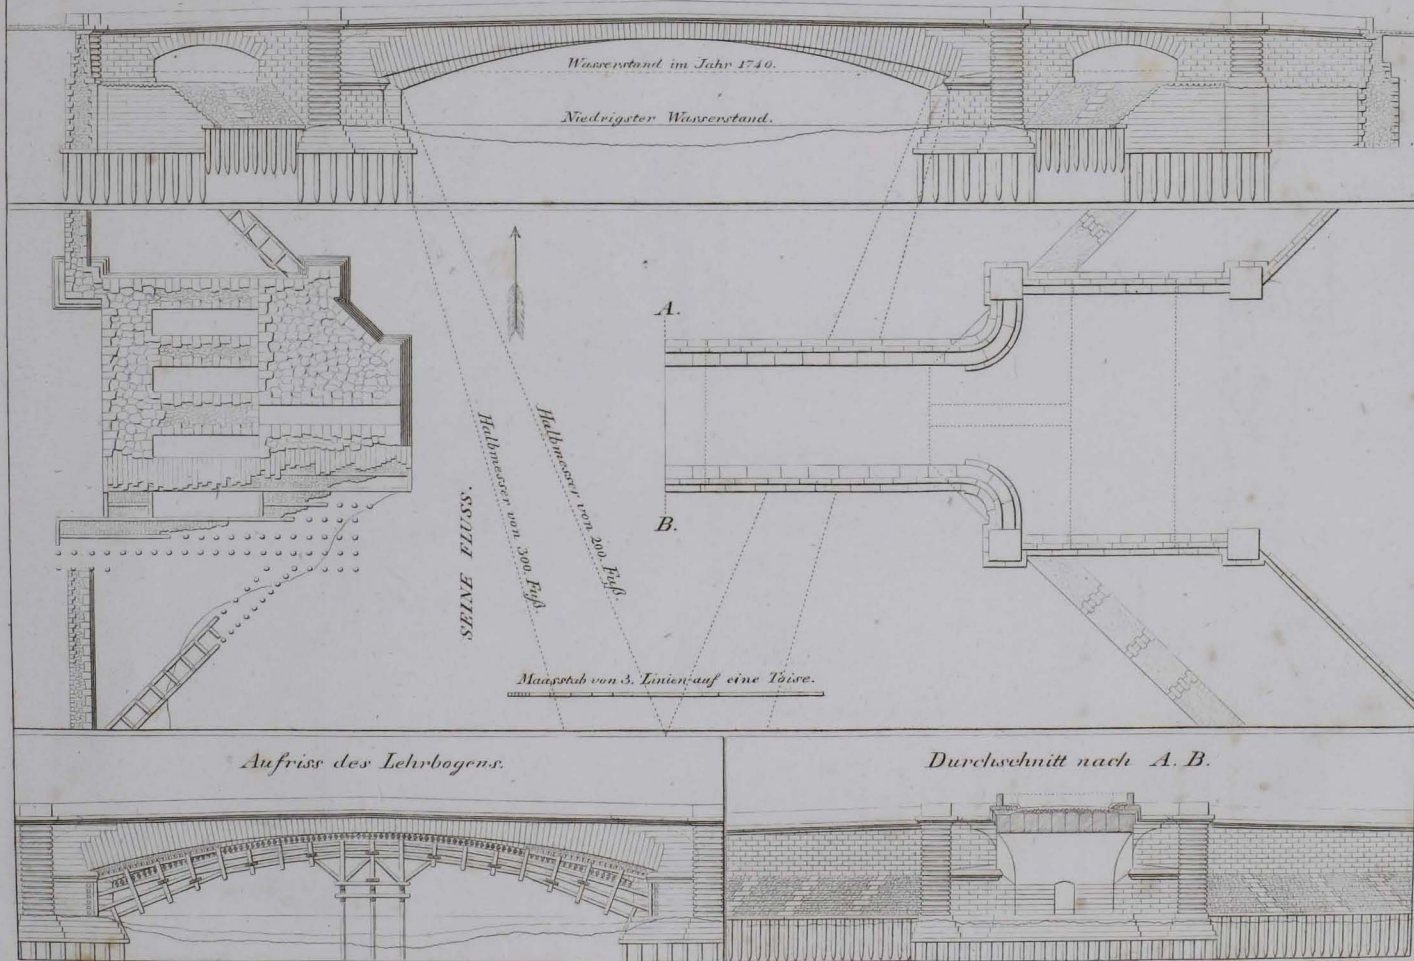 Wasserstand im Jahr 1740.
Niedrigster Wasserstand.
A.
B.
SEINE FLUSS.
Halbmesser von 300. Fuß.
Halbmesser von 200. Fuß.
Maasstab von 3. Linien auf eine Toise.
Aufriss des Lehrbogens.
Durchschnitt nach A. B.